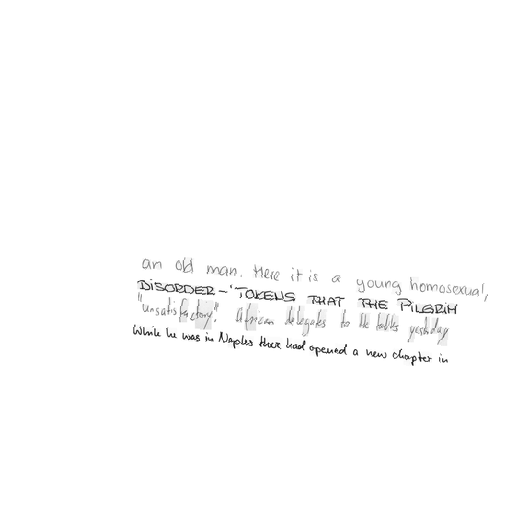 an old man. Here it is a young homosexual,
DISORDER - 'TOKENS THAT THE PILGRIM
"unsatisfactory". African delegates to the talks yesterday
While he was in Naples there had opened a new chapter in